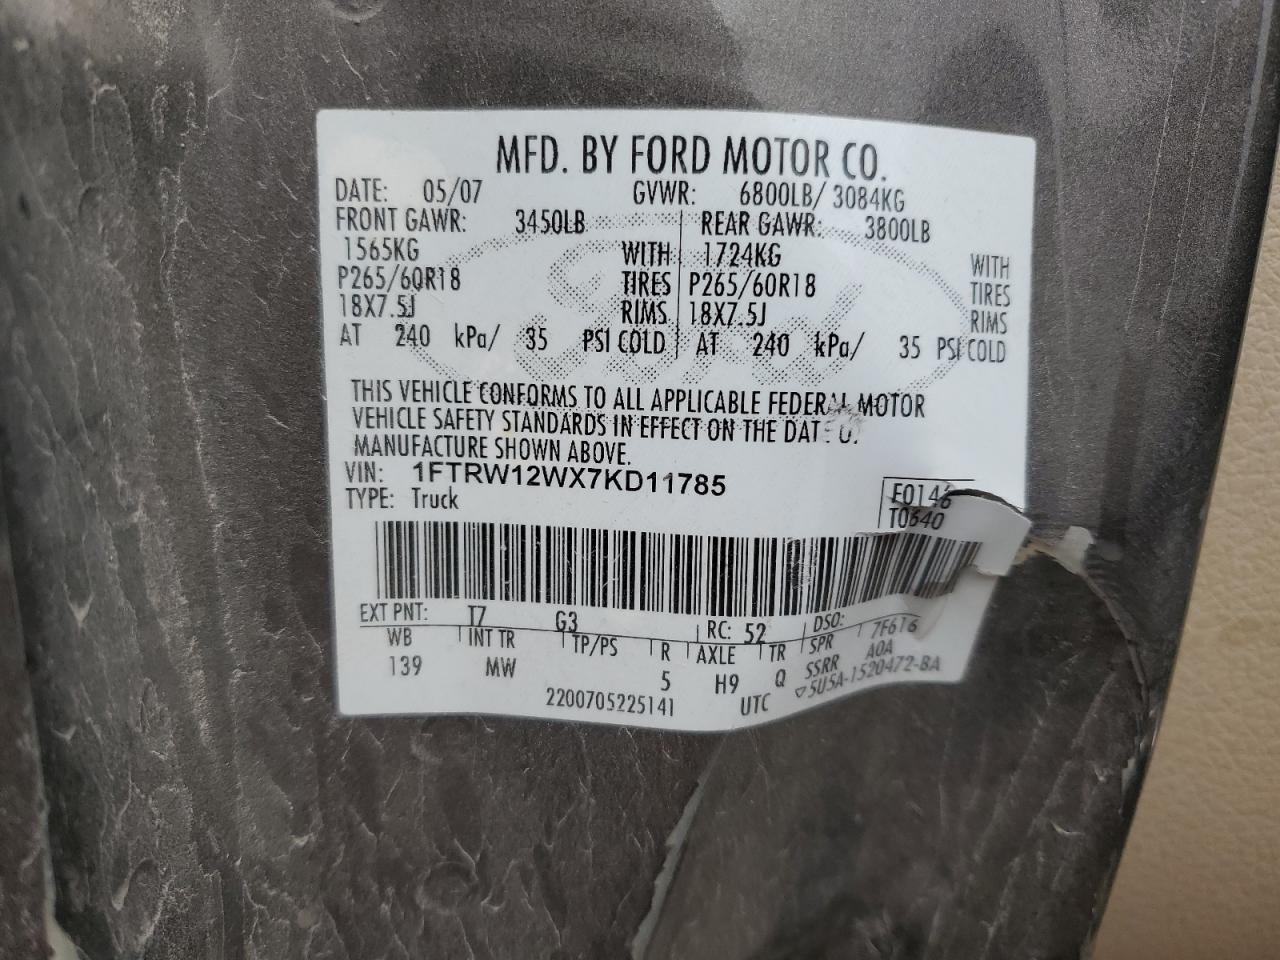 MFD. BY FORD MOTOR CO.
DATE: 05/07 GVWR: 6800LB/ 3084KG
FRONT GAWR: 3450LB REAR GAWR: 3800LB
1565KG WITH 1724KG WITH
P265/60R18 TIRES P265/60R18 TIRES
18X7.5J RIMS 18X7.5J RIMS
AT 240 kPa/ 35 PSI COLD AT 240 kPa/ 35 PSI COLD
THIS VEHICLE CONFORMS TO ALL APPLICABLE FEDERAL MOTOR
VEHICLE SAFETY STANDARDS IN EFFECT ON THE DATE OF
MANUFACTURE SHOWN ABOVE.
VIN: 1FTRW12WX7KD11785
TYPE: Truck
F0146
T0640
EXT PNT: T7 G3 RC: 52 DSO:
WB INT TR TP/PS R AXLE TR SPR 7F616
139 MW 5 H9 Q SSRR A0A
2200705225141 UTC ▽5U5A-1520472-BA